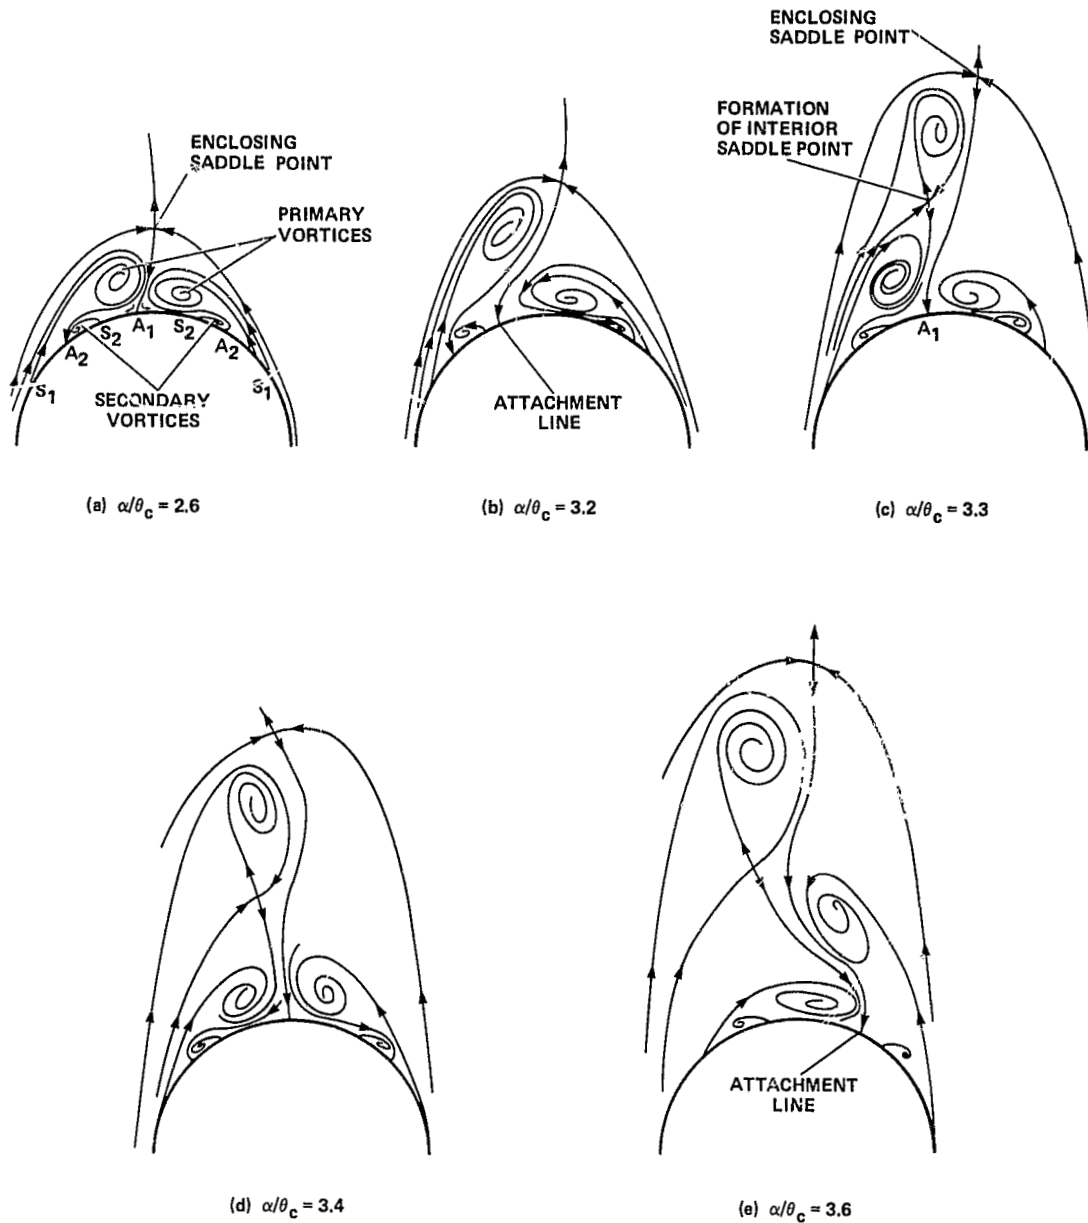 ENCLOSING
SADDLE POINT
PRIMARY
VORTICES
S₂
A₁
S₂
A₂
A₂
S₁
S₁
SECONDARY
VORTICES
(a) α/θc = 2.6
ATTACHMENT
LINE
(b) α/θc = 3.2
ENCLOSING
SADDLE POINT
FORMATION
OF INTERIOR
SADDLE POINT
A₁
(c) α/θc = 3.3
(d) α/θc = 3.4
ATTACHMENT
LINE
(e) α/θc = 3.6